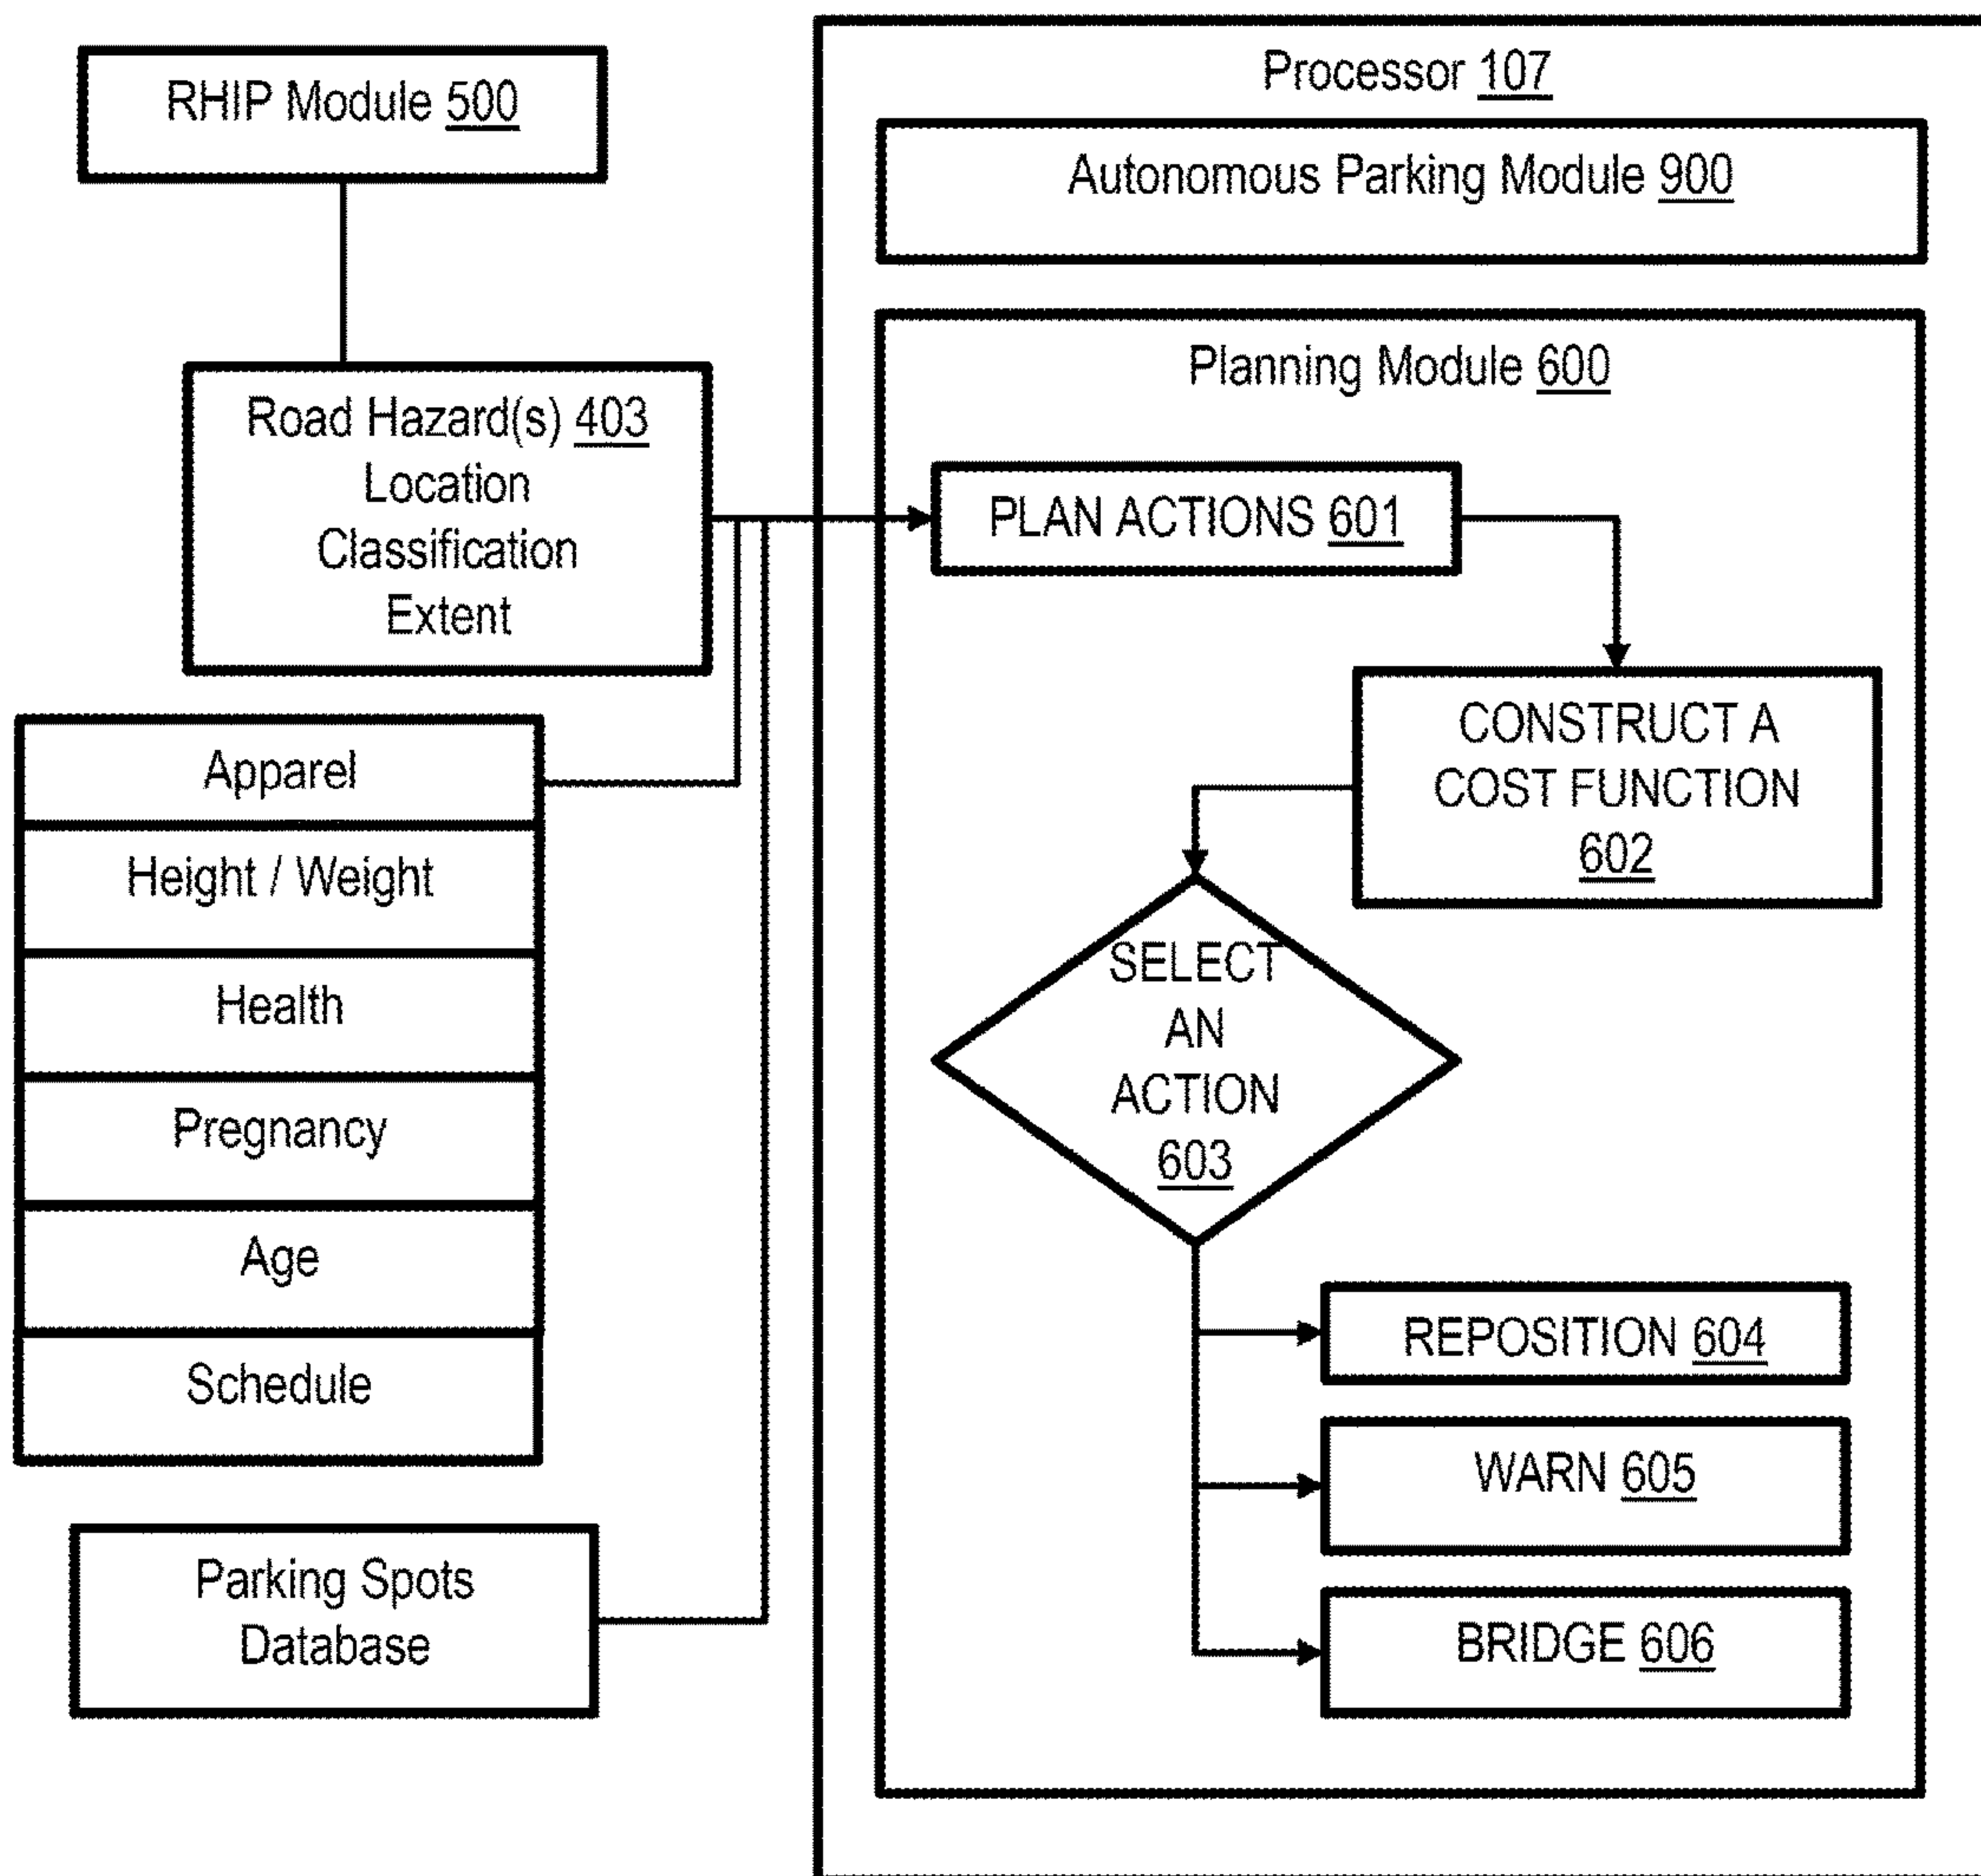 RHIP Module 500
Road Hazard(s) 403
Location
Classification
Extent
Apparel
Height / Weight
Health
Pregnancy
Age
Schedule
Parking Spots
Database
Processor 107
Autonomous Parking Module 900
Planning Module 600
PLAN ACTIONS 601
CONSTRUCT A
COST FUNCTION
602
SELECT
AN
ACTION
603
REPOSITION 604
WARN 605
BRIDGE 606